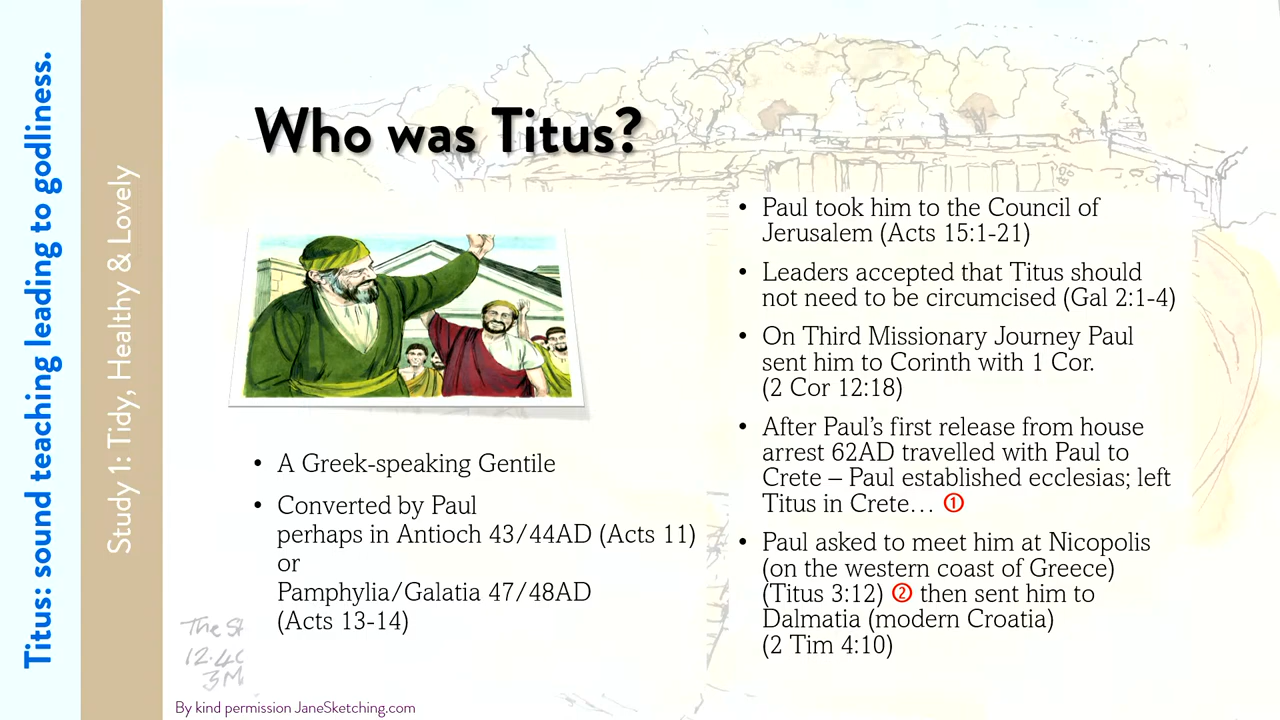 Titus: sound teaching leading to godliness.
Study 1: Tidy, Healthy & Lovely
Who was Titus?
• A Greek-speaking Gentile
• Converted by Paul
perhaps in Antioch 43/44AD (Acts 11)
or
Pamphylia/Galatia 47/48AD
(Acts 13-14)
• Paul took him to the Council of
Jerusalem (Acts 15:1-21)
• Leaders accepted that Titus should
not need to be circumcised (Gal 2:1-4)
• On Third Missionary Journey Paul
sent him to Corinth with 1 Cor.
(2 Cor 12:18)
• After Paul’s first release from house
arrest 62AD travelled with Paul to
Crete – Paul established ecclesias; left
Titus in Crete… ①
• Paul asked to meet him at Nicopolis
(on the western coast of Greece)
(Titus 3:12) ② then sent him to
Dalmatia (modern Croatia)
(2 Tim 4:10)
The
By kind permission JaneSketching.com